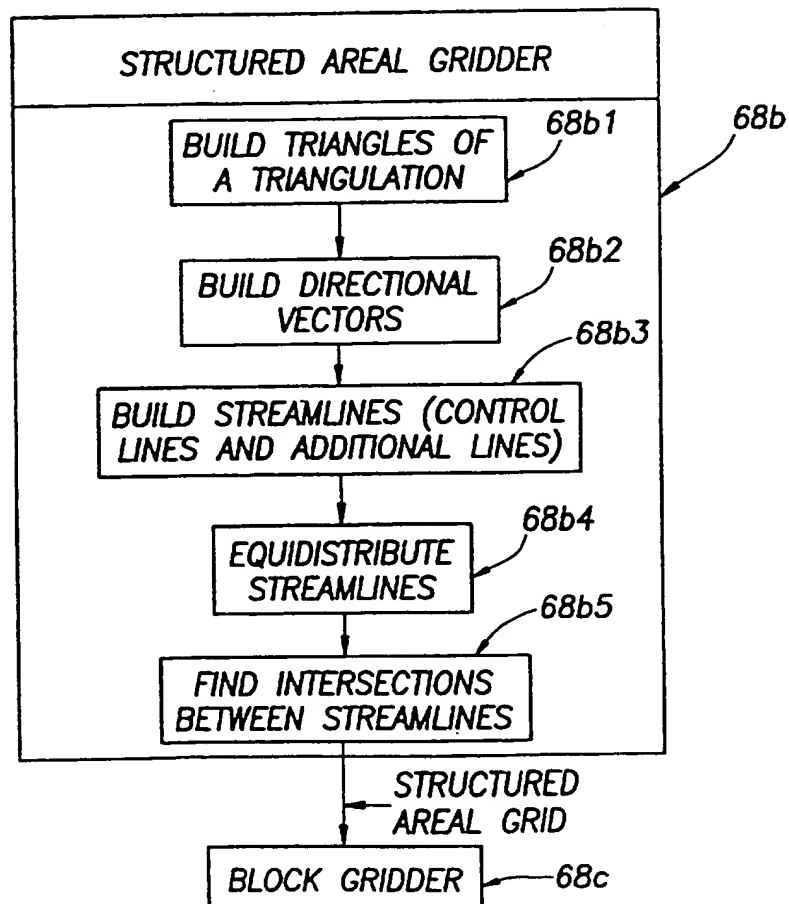 STRUCTURED AREAL GRIDDER
BUILD TRIANGLES OF
A TRIANGULATION
68b1
68b
BUILD DIRECTIONAL
VECTORS
68b2
BUILD STREAMLINES (CONTROL
LINES AND ADDITIONAL LINES)
68b3
EQUIDISTRIBUTE
STREAMLINES
68b4
FIND INTERSECTIONS
BETWEEN STREAMLINES
68b5
STRUCTURED
AREAL GRID
BLOCK GRIDDER
68c